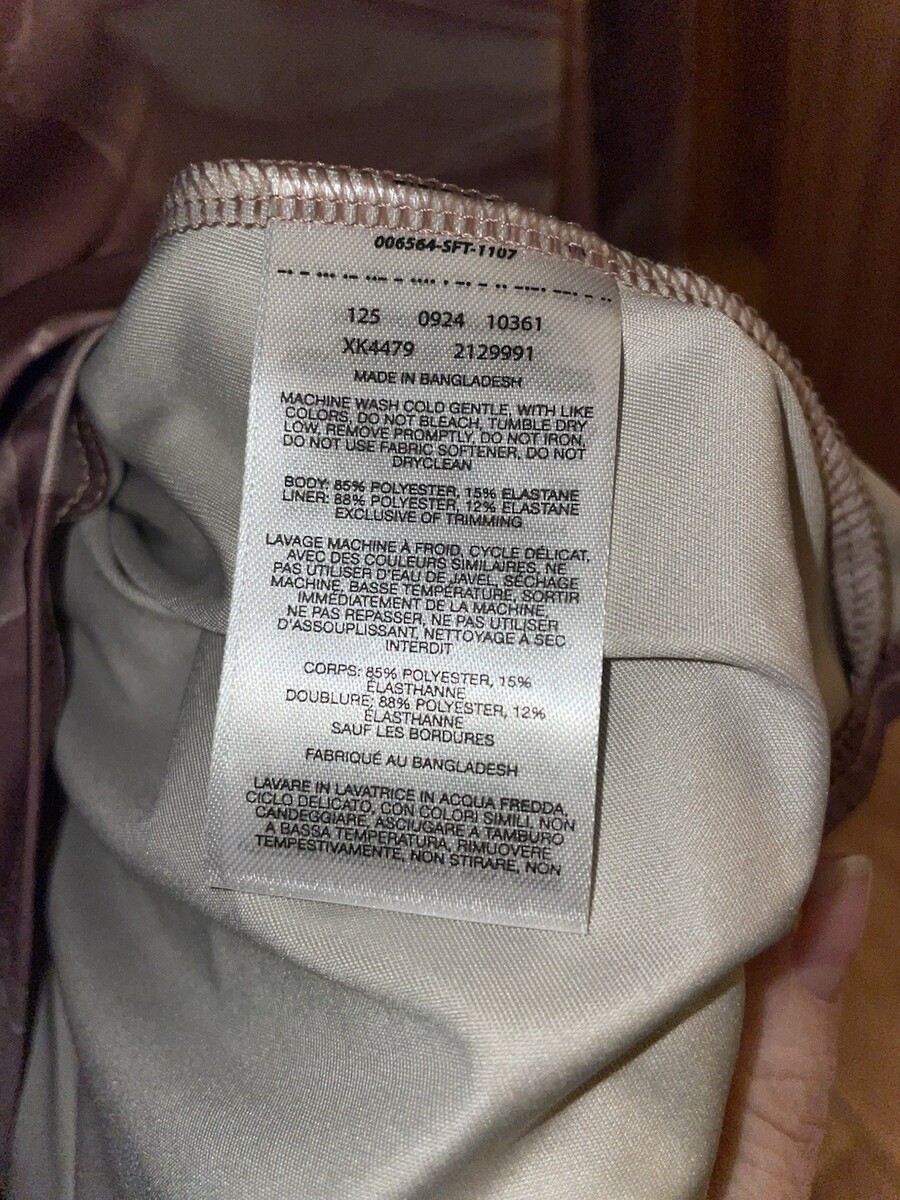 006564-SFT-1107
125 0924 10361
XK4479 2129991
MADE IN BANGLADESH
MACHINE WASH COLD GENTLE, WITH LIKE
COLORS, DO NOT BLEACH, TUMBLE DRY
LOW, REMOVE PROMPTLY, DO NOT IRON,
DO NOT USE FABRIC SOFTENER, DO NOT
DRYCLEAN
BODY: 85% POLYESTER, 15% ELASTANE
LINER: 88% POLYESTER, 12% ELASTANE
EXCLUSIVE OF TRIMMING
LAVAGE MACHINE À FROID, CYCLE DÉLICAT,
AVEC DES COULEURS SIMILAIRES, NE
PAS UTILISER D'EAU DE JAVEL, SÉCHAGE
MACHINE, BASSE TEMPÉRATURE, SORTIR
IMMÉDIATEMENT DE LA MACHINE,
NE PAS REPASSER, NE PAS UTILISER
D'ASSOUPLISSANT, NETTOYAGE À SEC
INTERDIT
CORPS: 85% POLYESTER, 15%
ÉLASTHANNE
DOUBLURE: 88% POLYESTER, 12%
ÉLASTHANNE
SAUF LES BORDURES
FABRIQUÉ AU BANGLADESH
LAVARE IN LAVATRICE IN ACQUA FREDDA,
CICLO DELICATO, CON COLORI SIMILI, NON
CANDEGGIARE, ASCIUGARE A TAMBURO
A BASSA TEMPERATURA, RIMUOVERE
TEMPESTIVAMENTE, NON STIRARE, NON